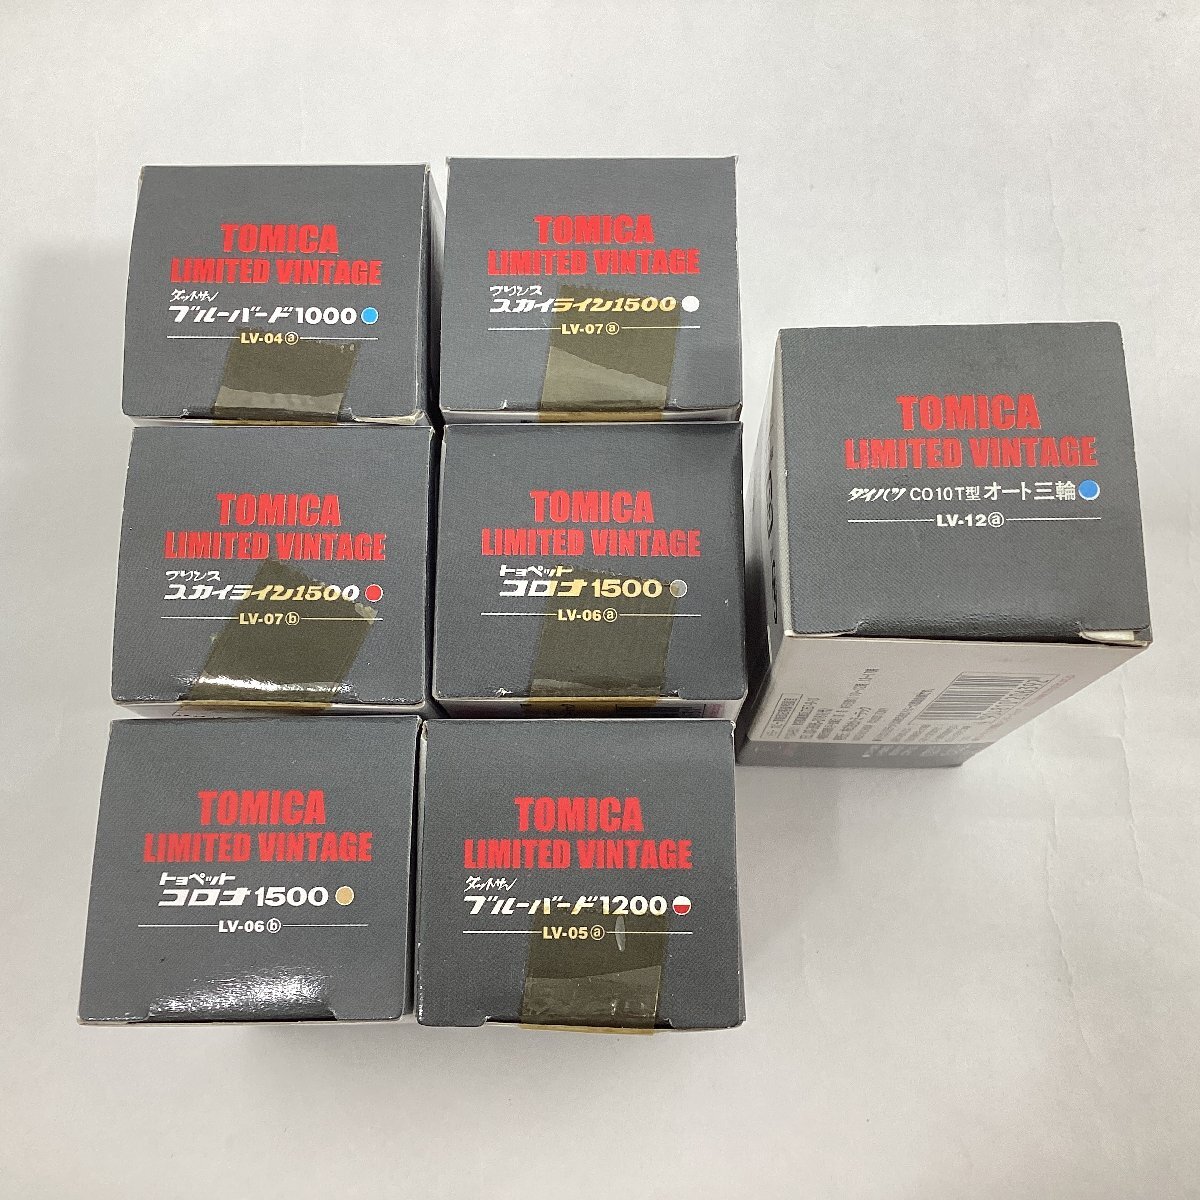 TOMICA
LIMITED VINTAGE
ダットサン
ブルーバード1000
LV-04ⓐ
TOMICA
LIMITED VINTAGE
プリンス
スカイライン1500
LV-07ⓐ
TOMICA
LIMITED VINTAGE
ダイハツ CO10T型 オート三輪
LV-12ⓐ
TOMICA
LIMITED VINTAGE
プリンス
スカイライン1500
LV-07ⓑ
TOMICA
LIMITED VINTAGE
トヨペット
コロナ1500
LV-06ⓐ
TOMICA
LIMITED VINTAGE
トヨペット
コロナ1500
LV-06ⓑ
TOMICA
LIMITED VINTAGE
ダットサン
ブルーバード1200
LV-05ⓐ